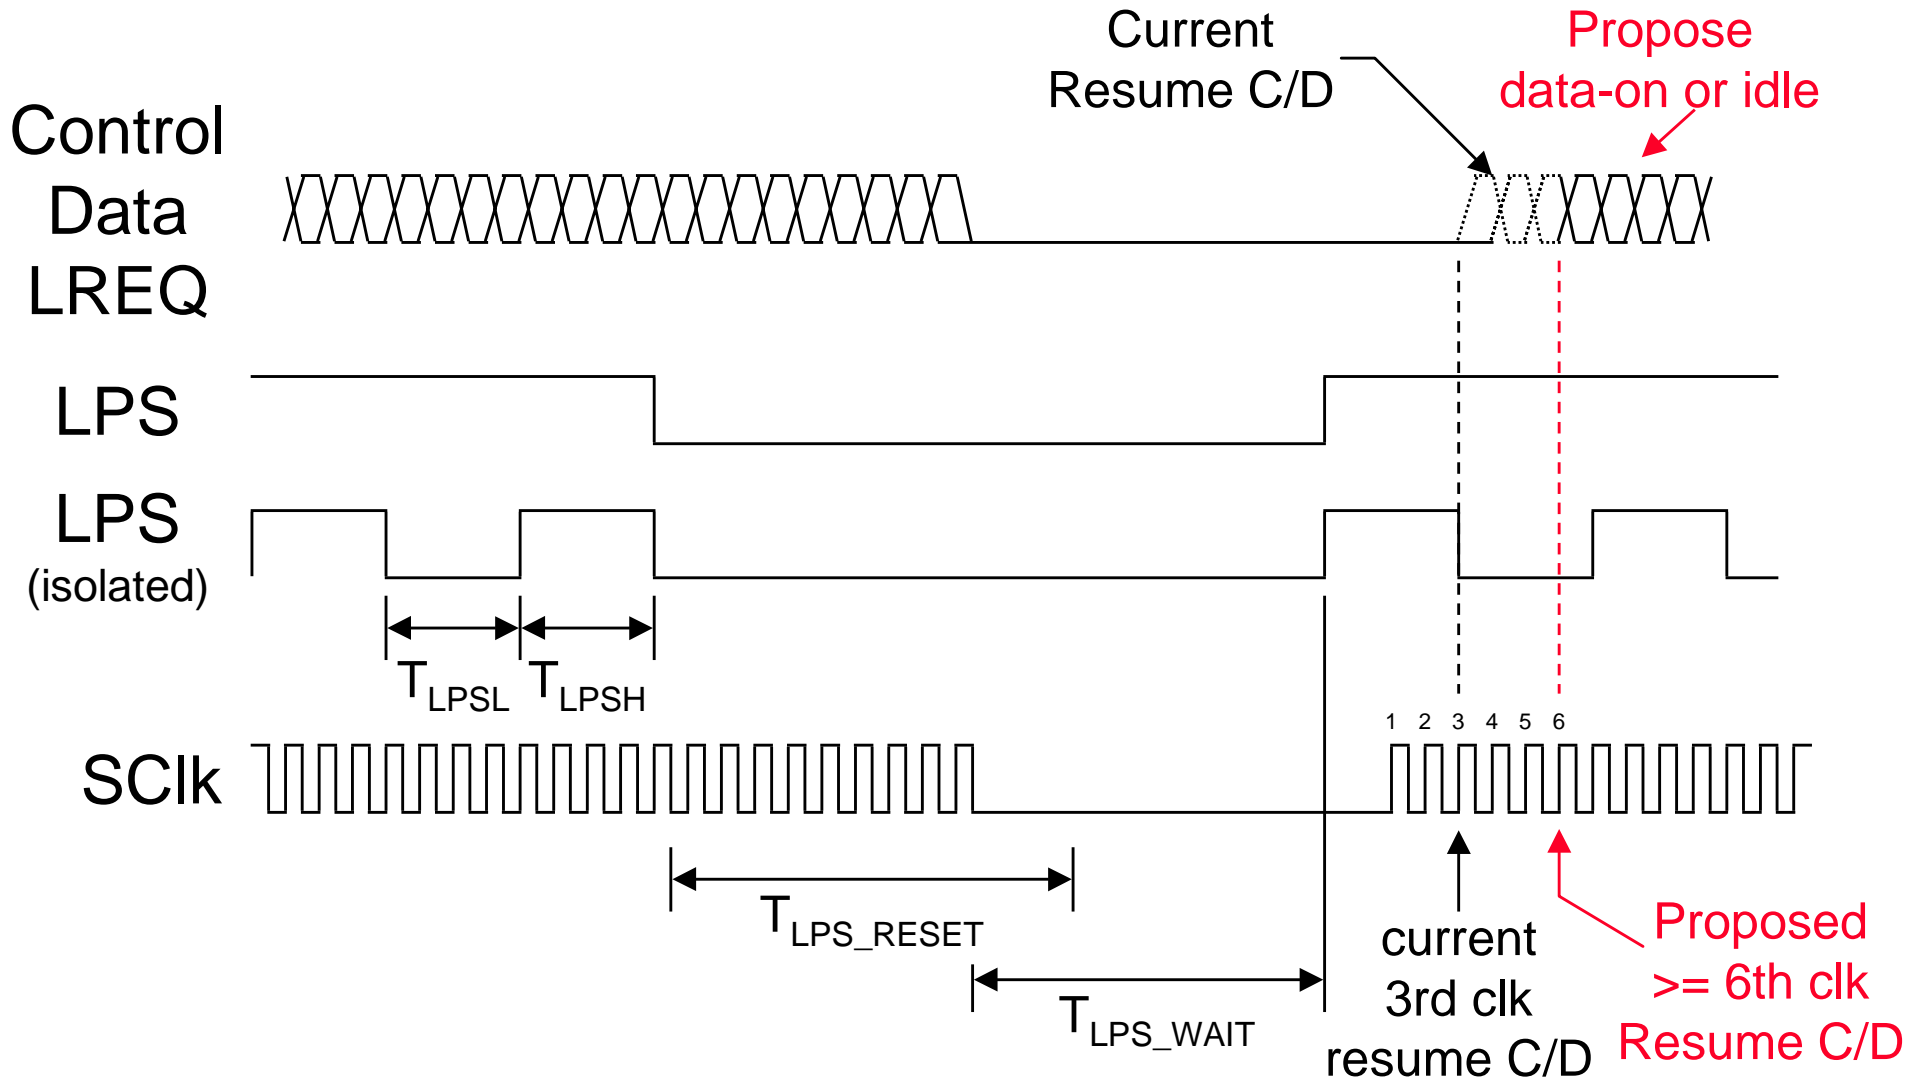 Current
Resume C/D
Propose
data-on or idle
Control
Data
LREQ
LPS
LPS
(isolated)
TLPSL
TLPSH
1 2 3 4 5 6
SClk
TLPS_RESET
TLPS_WAIT
current
3rd clk
resume C/D
Proposed
>= 6th clk
Resume C/D